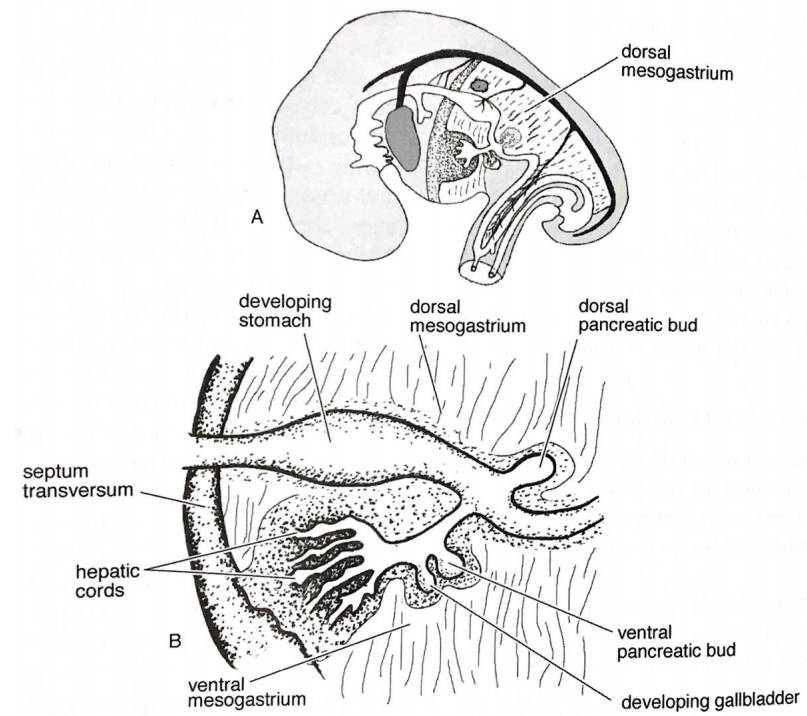 dorsal
mesogastrium
A
developing
stomach
dorsal
mesogastrium
dorsal
pancreatic bud
septum
transversum
hepatic
cords
B
ventral
mesogastrium
ventral
pancreatic bud
developing gallbladder